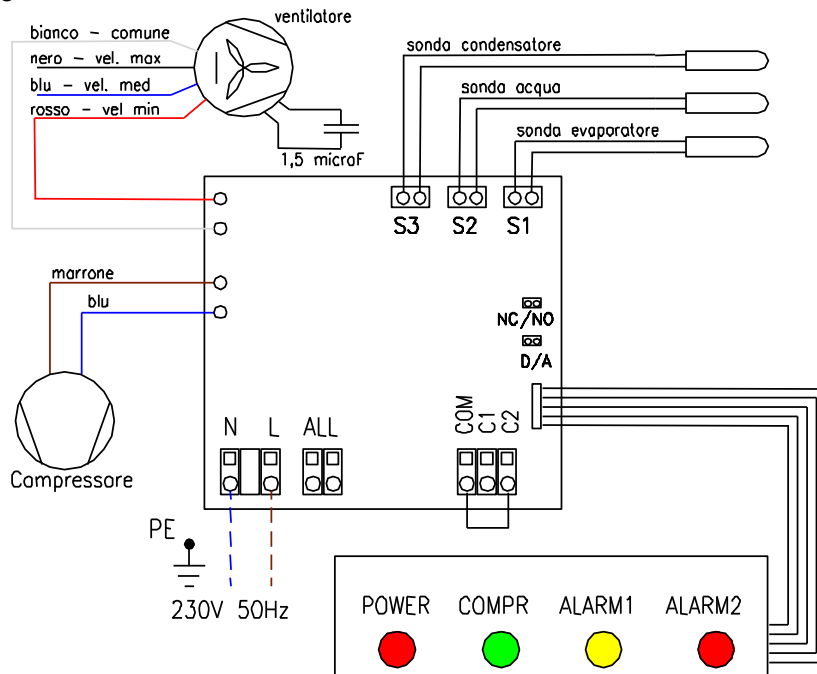 ventilatore
bianco - comune
nero - vel. max
blu - vel. med
rosso - vel min
1,5 microF
sonda condensatore
sonda acqua
sonda evaporatore
S3 S2 S1
marrone
blu
NC/NO
D/A
Compressore
N L ALL
COM C1 C2
PE
230V 50Hz
POWER COMPR ALARM1 ALARM2